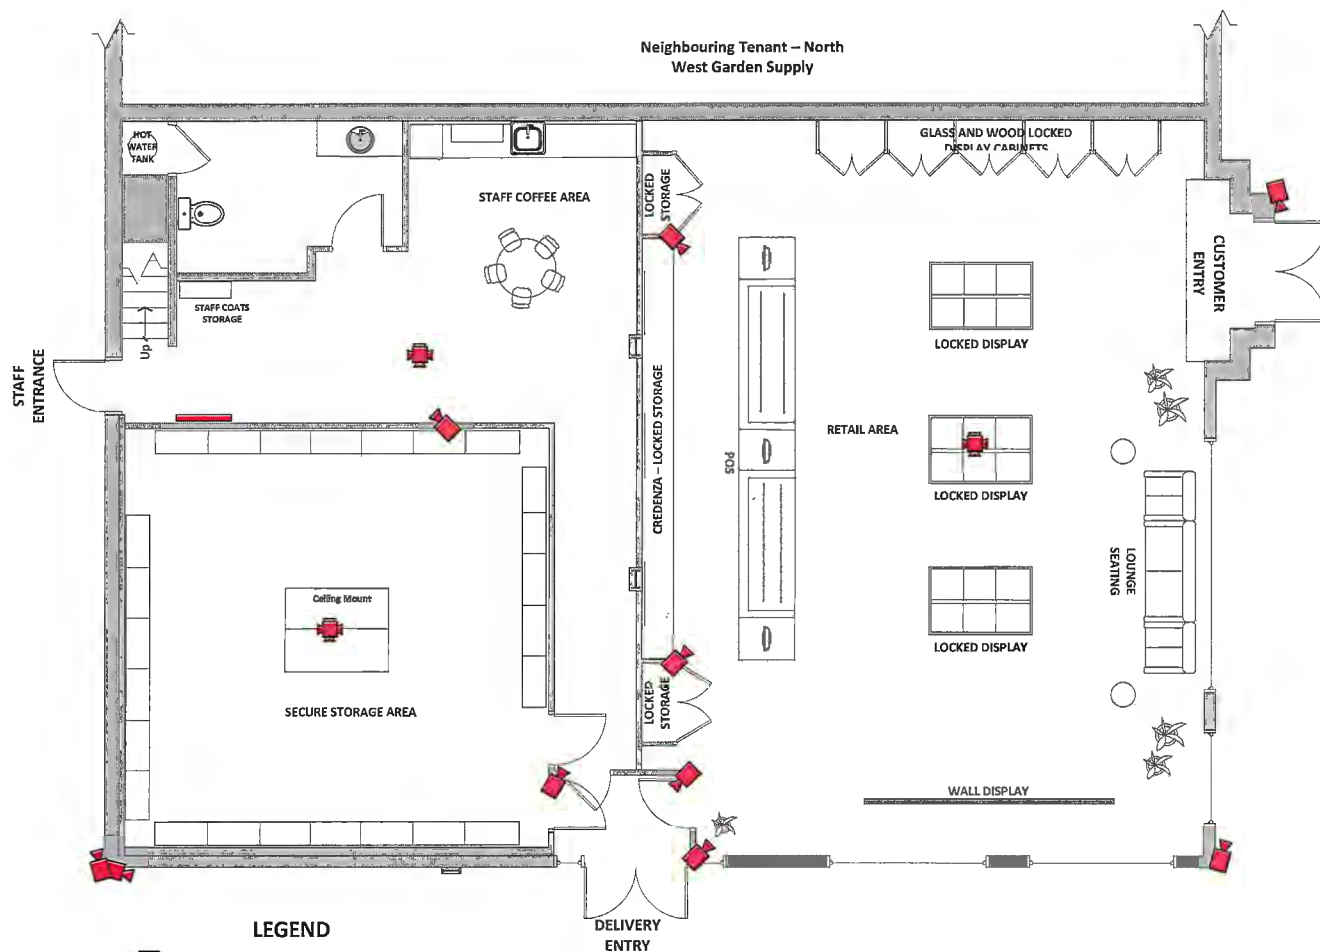 Neighbouring Tenant – North
West Garden Supply
HOT
WATER
TANK
GLASS AND WOOD LOCKED
DISPLAY CABINETS
STAFF COFFEE AREA
LOCKED
STORAGE
CUSTOMER
ENTRY
STAFF COATS
STORAGE
Up
LOCKED DISPLAY
STAFF
ENTRANCE
CREDENZA – LOCKED STORAGE
RETAIL AREA
POS
LOCKED DISPLAY
LOUNGE
SEATING
Ceiling Mount
LOCKED DISPLAY
SECURE STORAGE AREA
LOCKED
STORAGE
WALL DISPLAY
LEGEND
DELIVERY
ENTRY